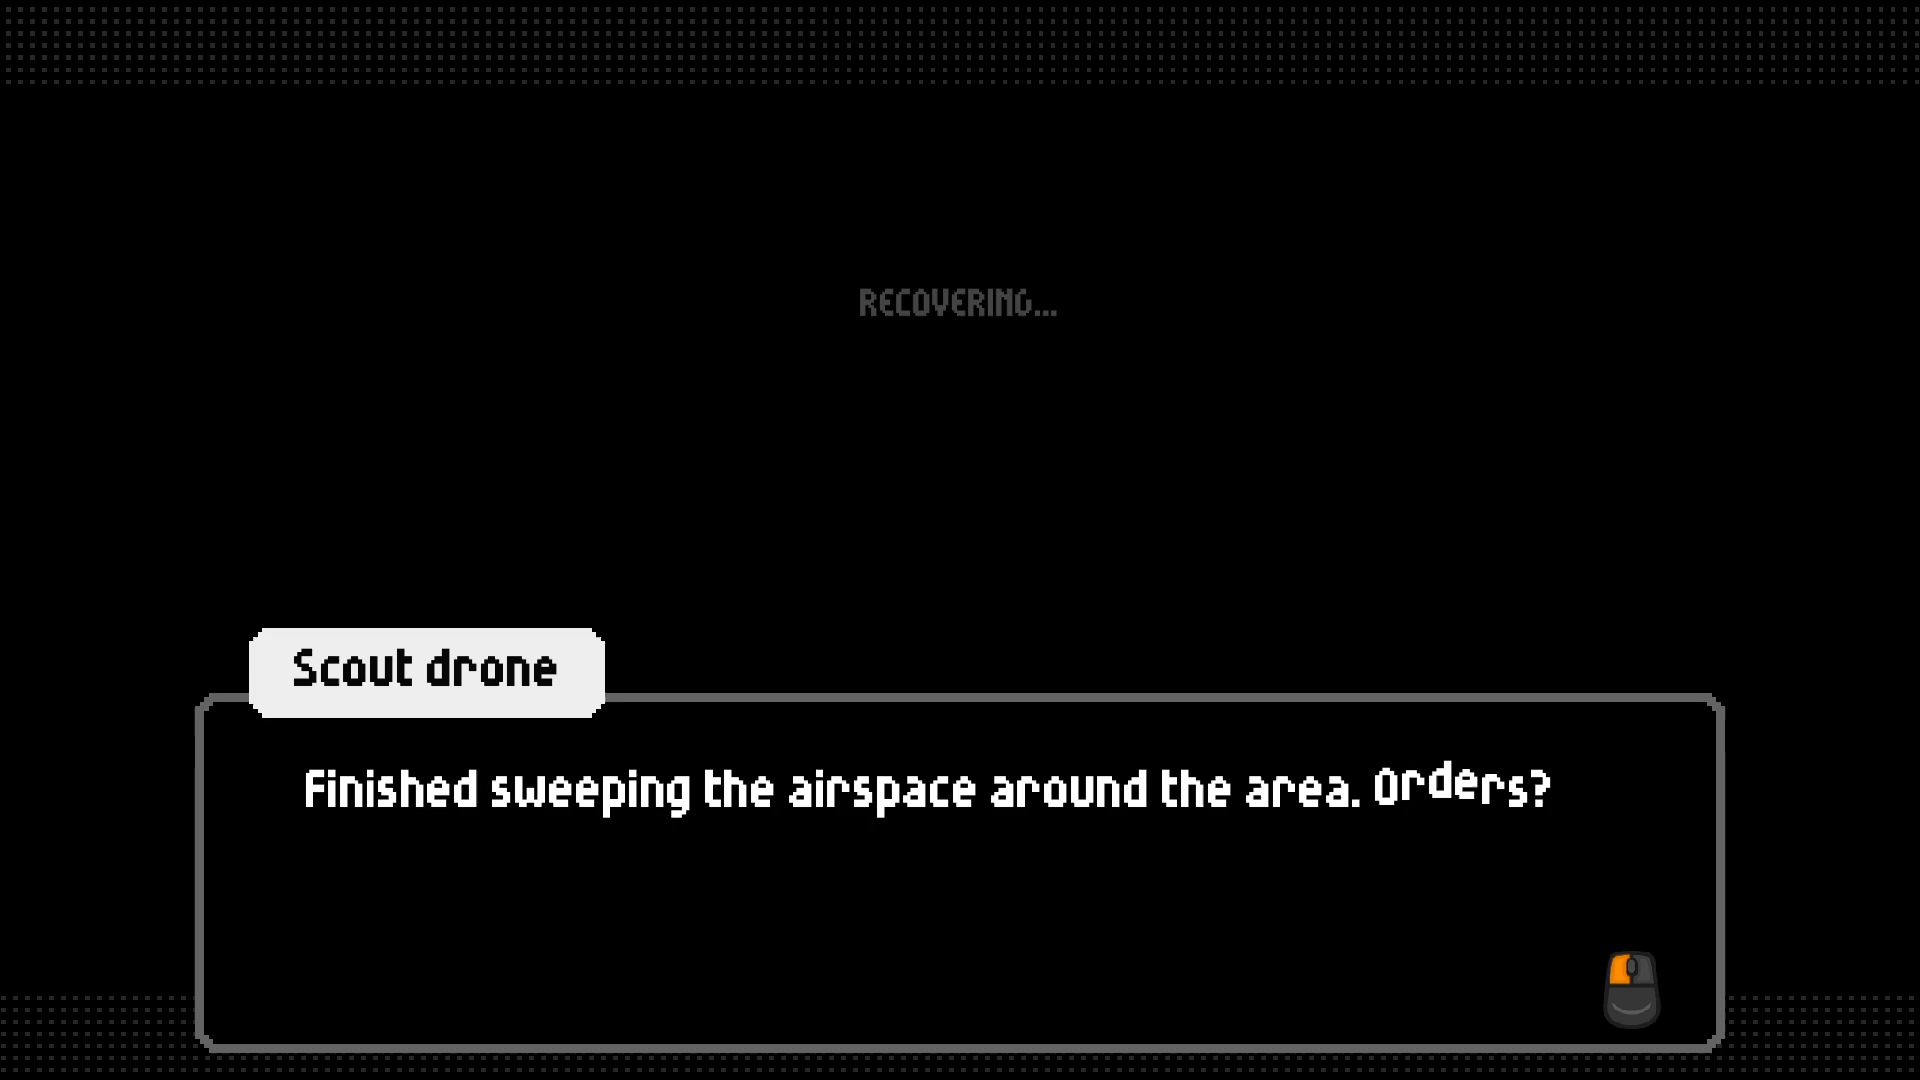 RECOVERING...
Scout drone
Finished sweeping the airspace around the area. Orders?